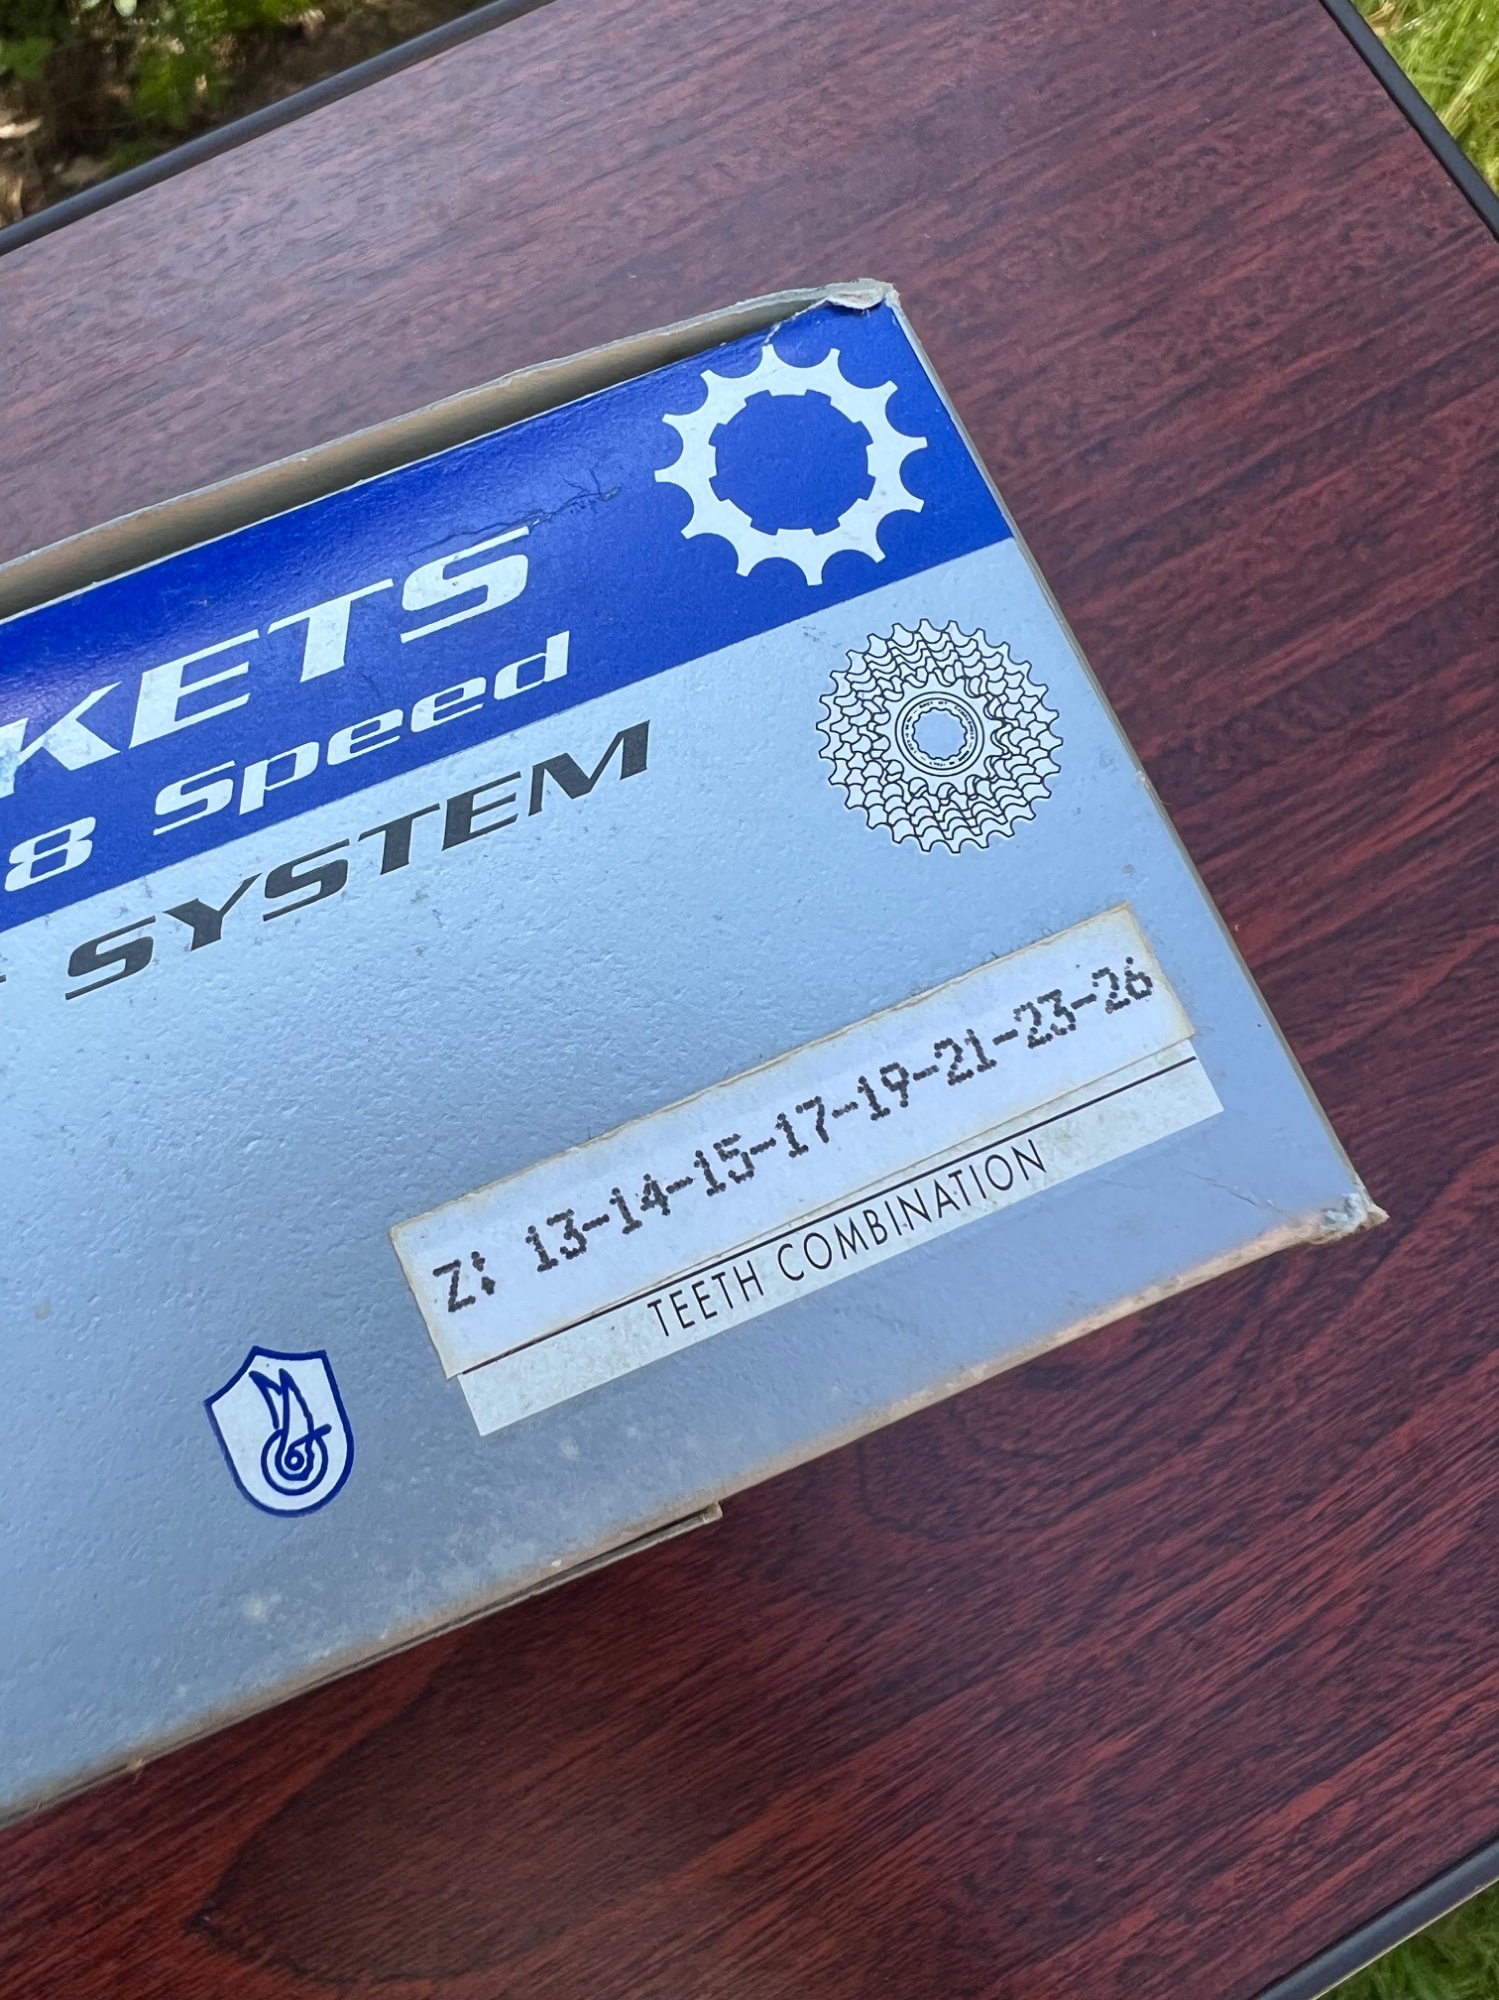 KETS
8 Speed
SYSTEM
Z: 13-14-15-17-19-21-23-26
TEETH COMBINATION